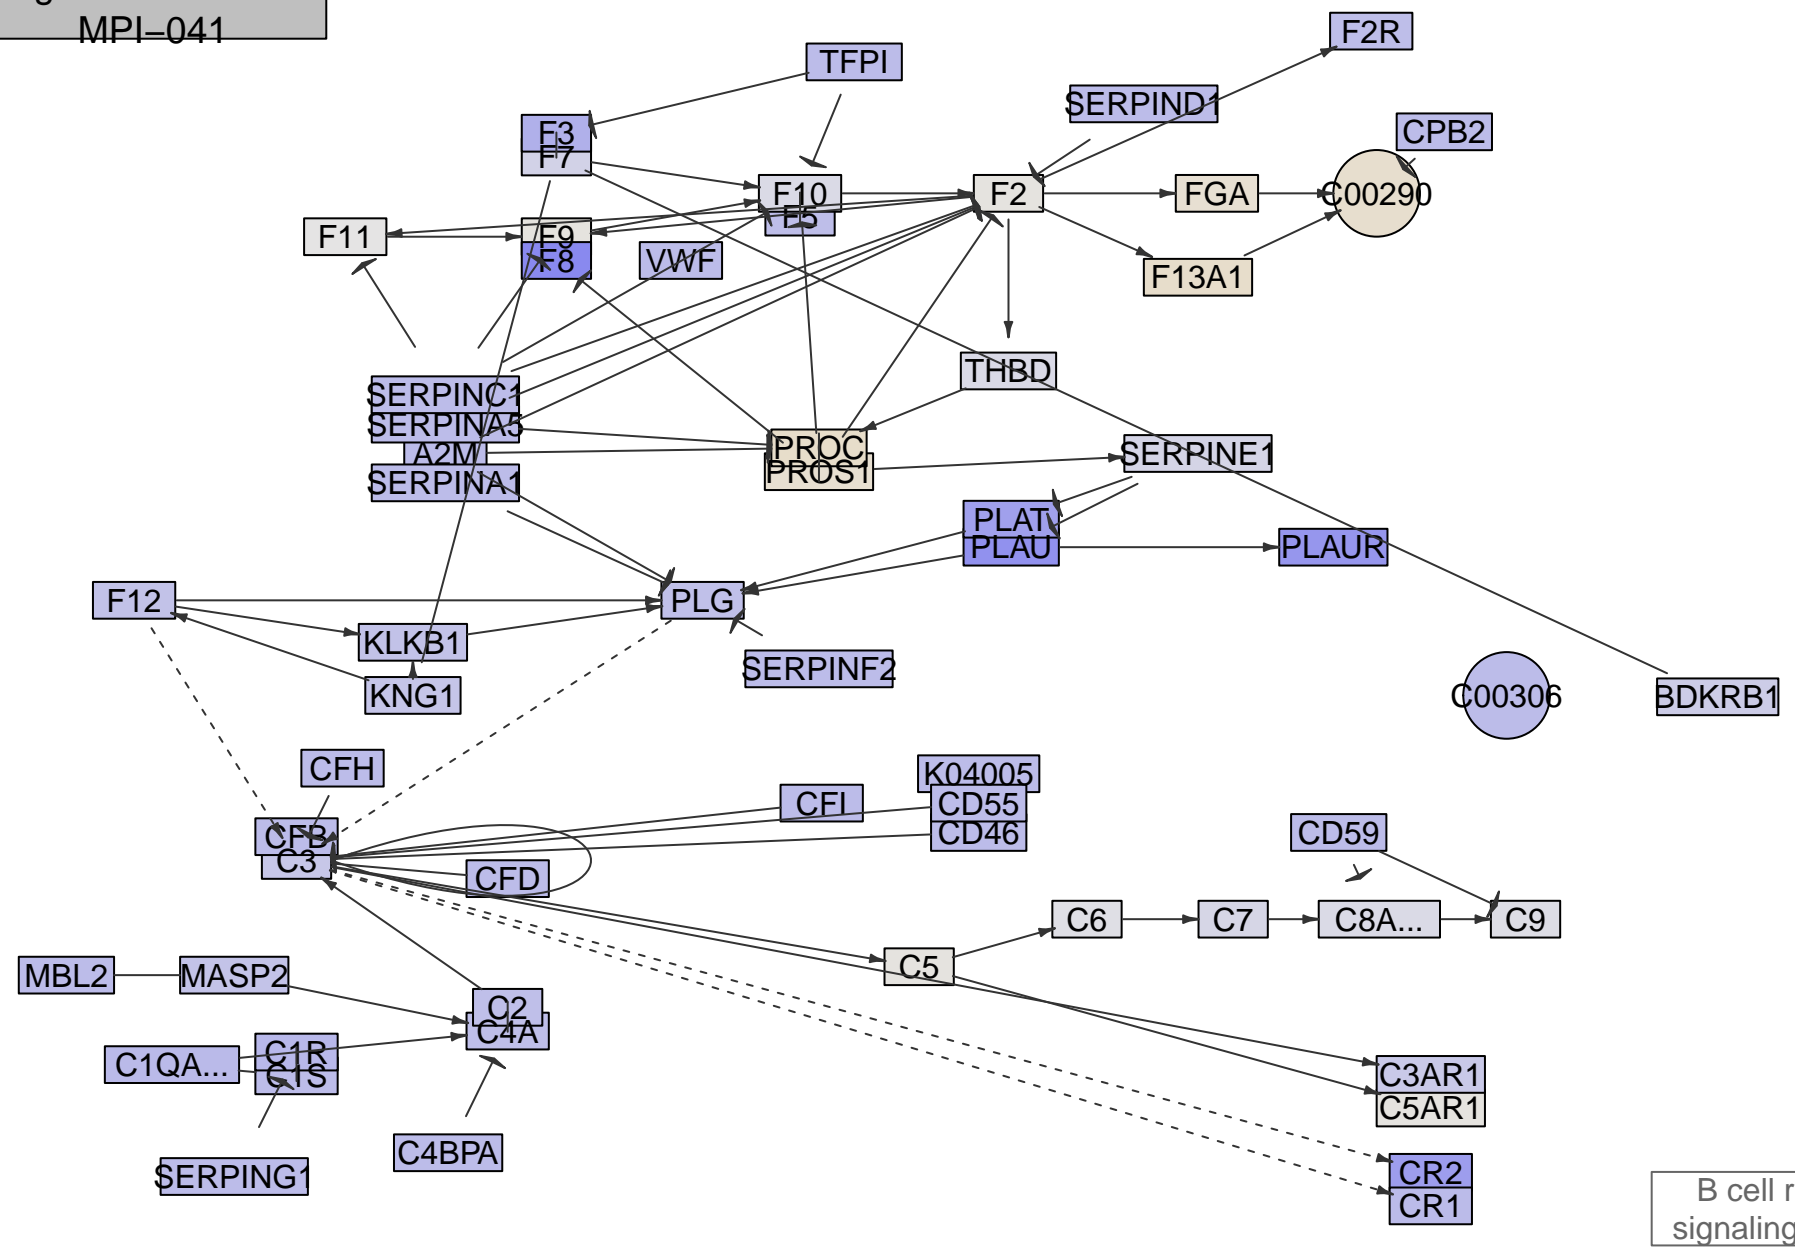 MPI–041
F2R
TFPI
SERPIND1
CPB2
F3
F7
F10
F5
F2
FGA
C00290
F11
F9
F8
VWF
F13A1
THBD
SERPINC1
SERPINA5
A2M
SERPINA1
PROC
PROS1
SERPINE1
PLAT
PLAU
PLAUR
F12
PLG
KLKB1
SERPINF2
KNG1
C00306
BDKRB1
CFH
K04005
CFI
CD55
CD46
CD59
CFB
C3
CFD
C6
C7
C8A...
C9
C5
MBL2
MASP2
C2
C4A
C1QA...
C1R
C1S
C3AR1
C5AR1
C4BPA
SERPING1
CR2
CR1
B cell r
signaling